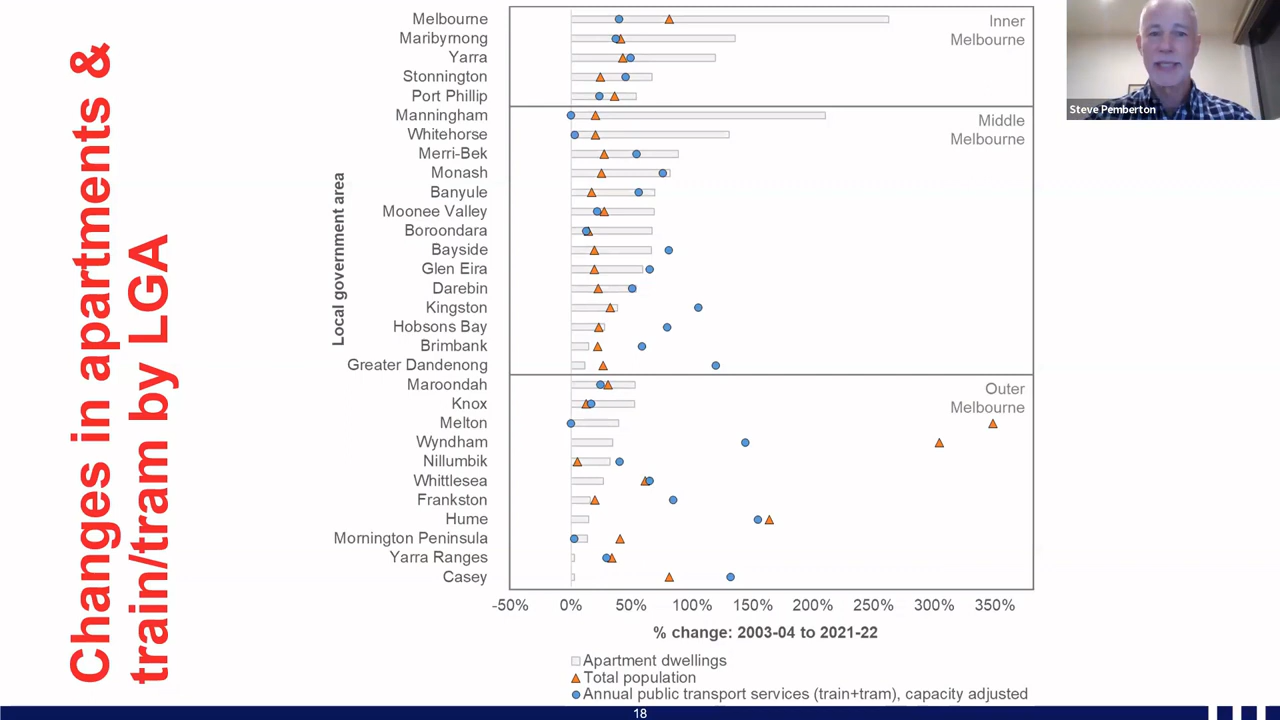 Changes in apartments &
train/tram by LGA
Local government area
Melbourne
Maribyrnong
Yarra
Stonnington
Port Phillip
Inner
Melbourne
Manningham
Whitehorse
Merri-Bek
Monash
Banyule
Moonee Valley
Boroondara
Bayside
Glen Eira
Darebin
Kingston
Hobsons Bay
Brimbank
Greater Dandenong
Middle
Melbourne
Maroondah
Knox
Melton
Wyndham
Nillumbik
Whittlesea
Frankston
Hume
Mornington Peninsula
Yarra Ranges
Casey
Outer
Melbourne
-50% 0% 50% 100% 150% 200% 250% 300% 350%
% change: 2003-04 to 2021-22
Apartment dwellings
Total population
Annual public transport services (train+tram), capacity adjusted
18
Steve Pemberton